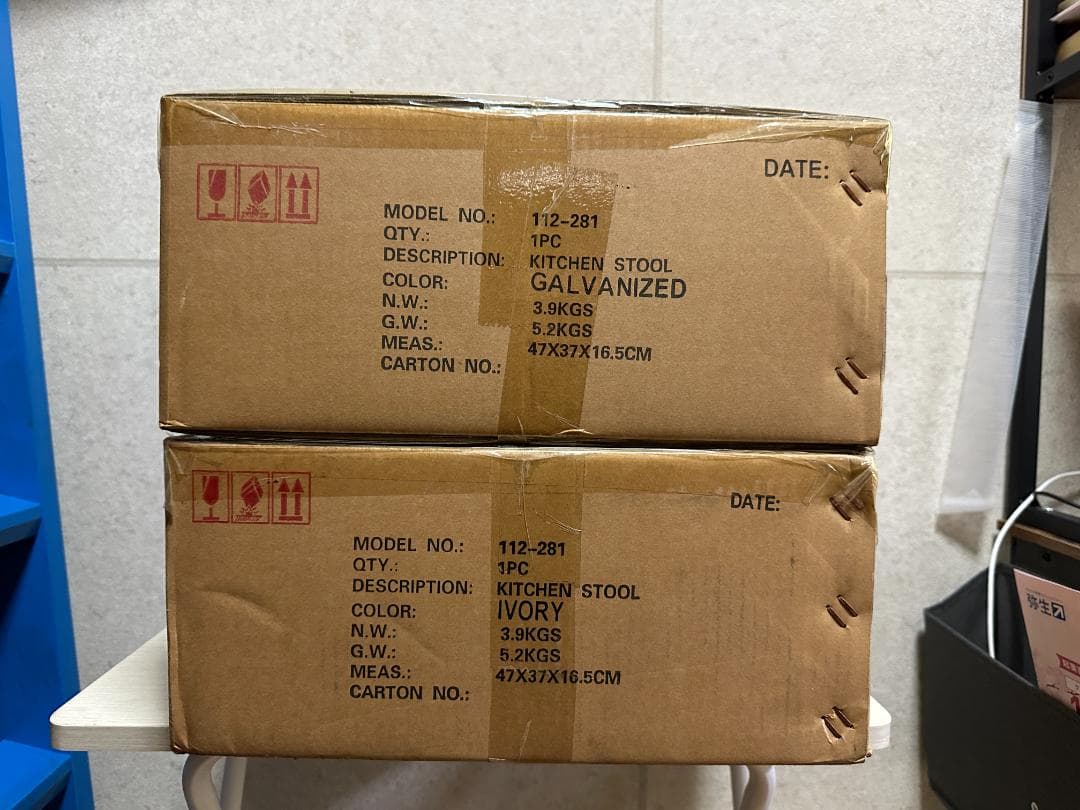 DATE:
MODEL NO.: 112-281
QTY.: 1PC
DESCRIPTION: KITCHEN STOOL
COLOR: GALVANIZED
N.W.: 3.9KGS
G.W.: 5.2KGS
MEAS.: 47X37X16.5CM
CARTON NO.:
DATE:
MODEL NO.: 112-281
QTY.: 1PC
DESCRIPTION: KITCHEN STOOL
COLOR: IVORY
N.W.: 3.9KGS
G.W.: 5.2KGS
MEAS.: 47X37X16.5CM
CARTON NO.:
弥生